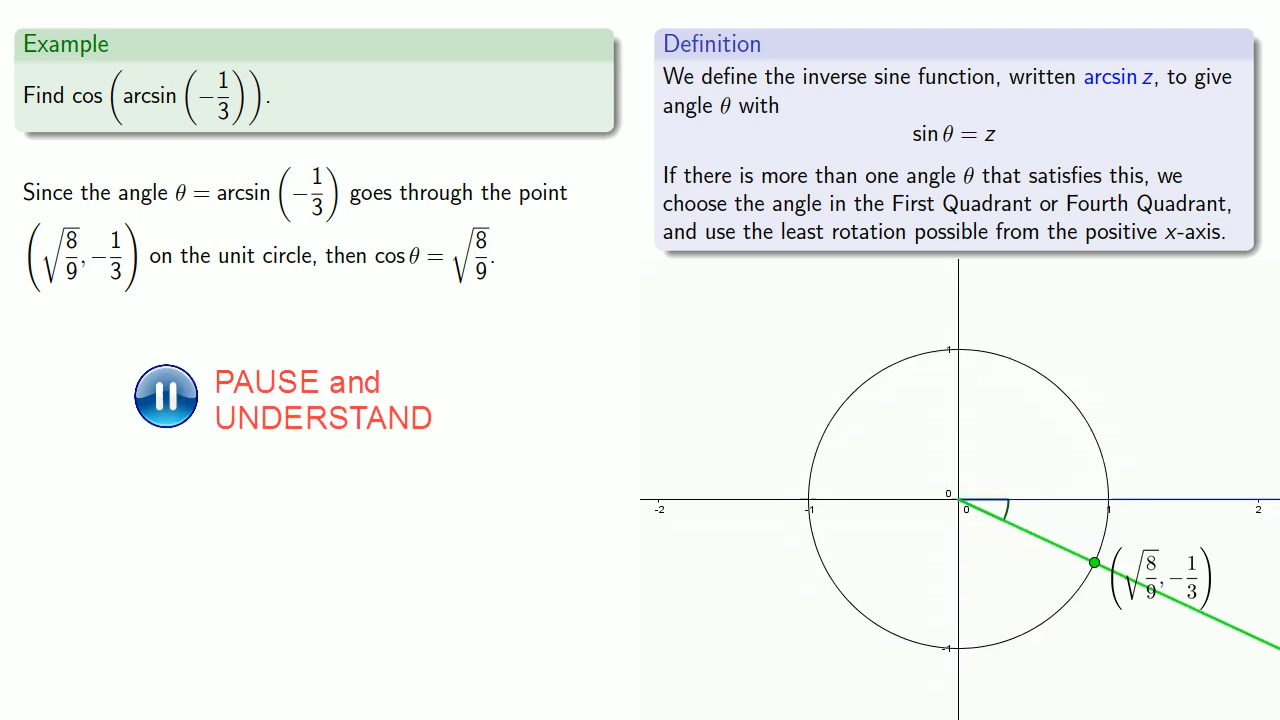 Example
Find cos (arcsin (−1/3)).
Since the angle θ = arcsin (−1/3) goes through the point
(√(8/9), −1/3) on the unit circle, then cos θ = √(8/9).
PAUSE and
UNDERSTAND
Definition
We define the inverse sine function, written arcsin z, to give
angle θ with
sin θ = z
If there is more than one angle θ that satisfies this, we
choose the angle in the First Quadrant or Fourth Quadrant,
and use the least rotation possible from the positive x-axis.
1
0
-2 -1 0 1 2
(√(8/9), −1/3)
-1